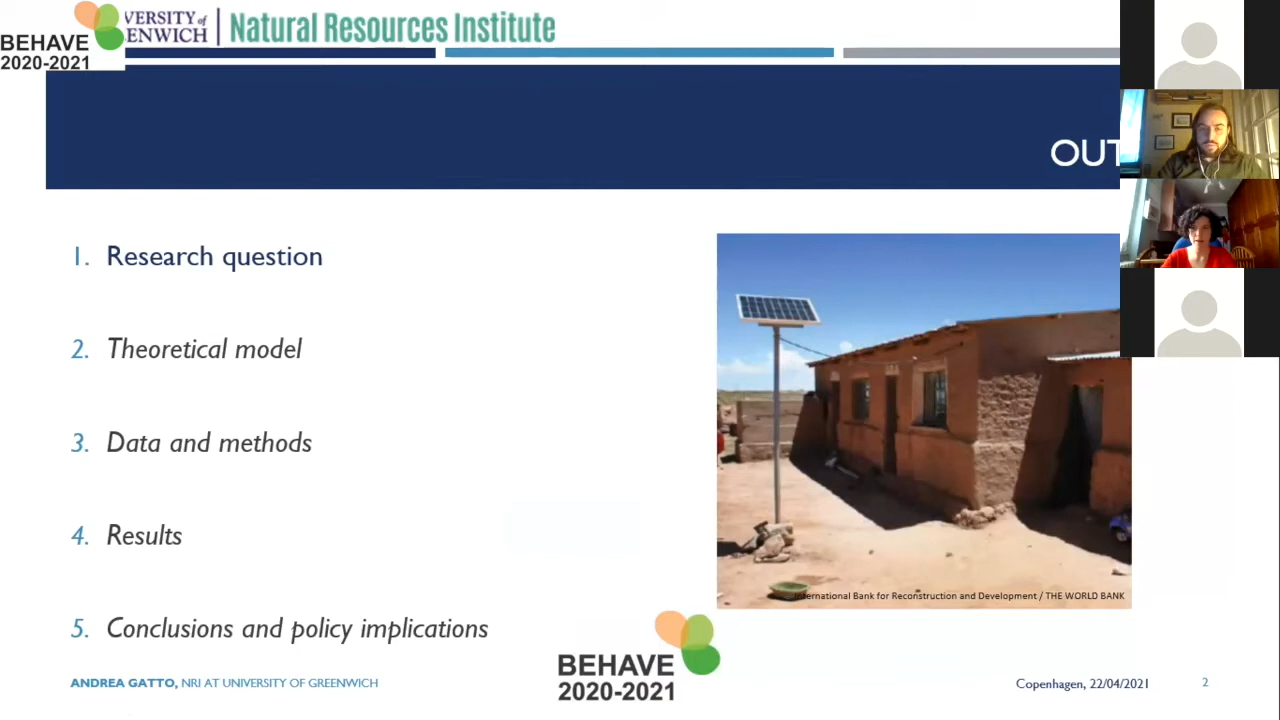 VERSITY of
ENWICH
Natural Resources Institute
BEHAVE
2020-2021
OUT
1. Research question
2. Theoretical model
3. Data and methods
4. Results
5. Conclusions and policy implications
International Bank for Reconstruction and Development / THE WORLD BANK
BEHAVE
2020-2021
ANDREA GATTO, NRI AT UNIVERSITY OF GREENWICH
Copenhagen, 22/04/2021
2